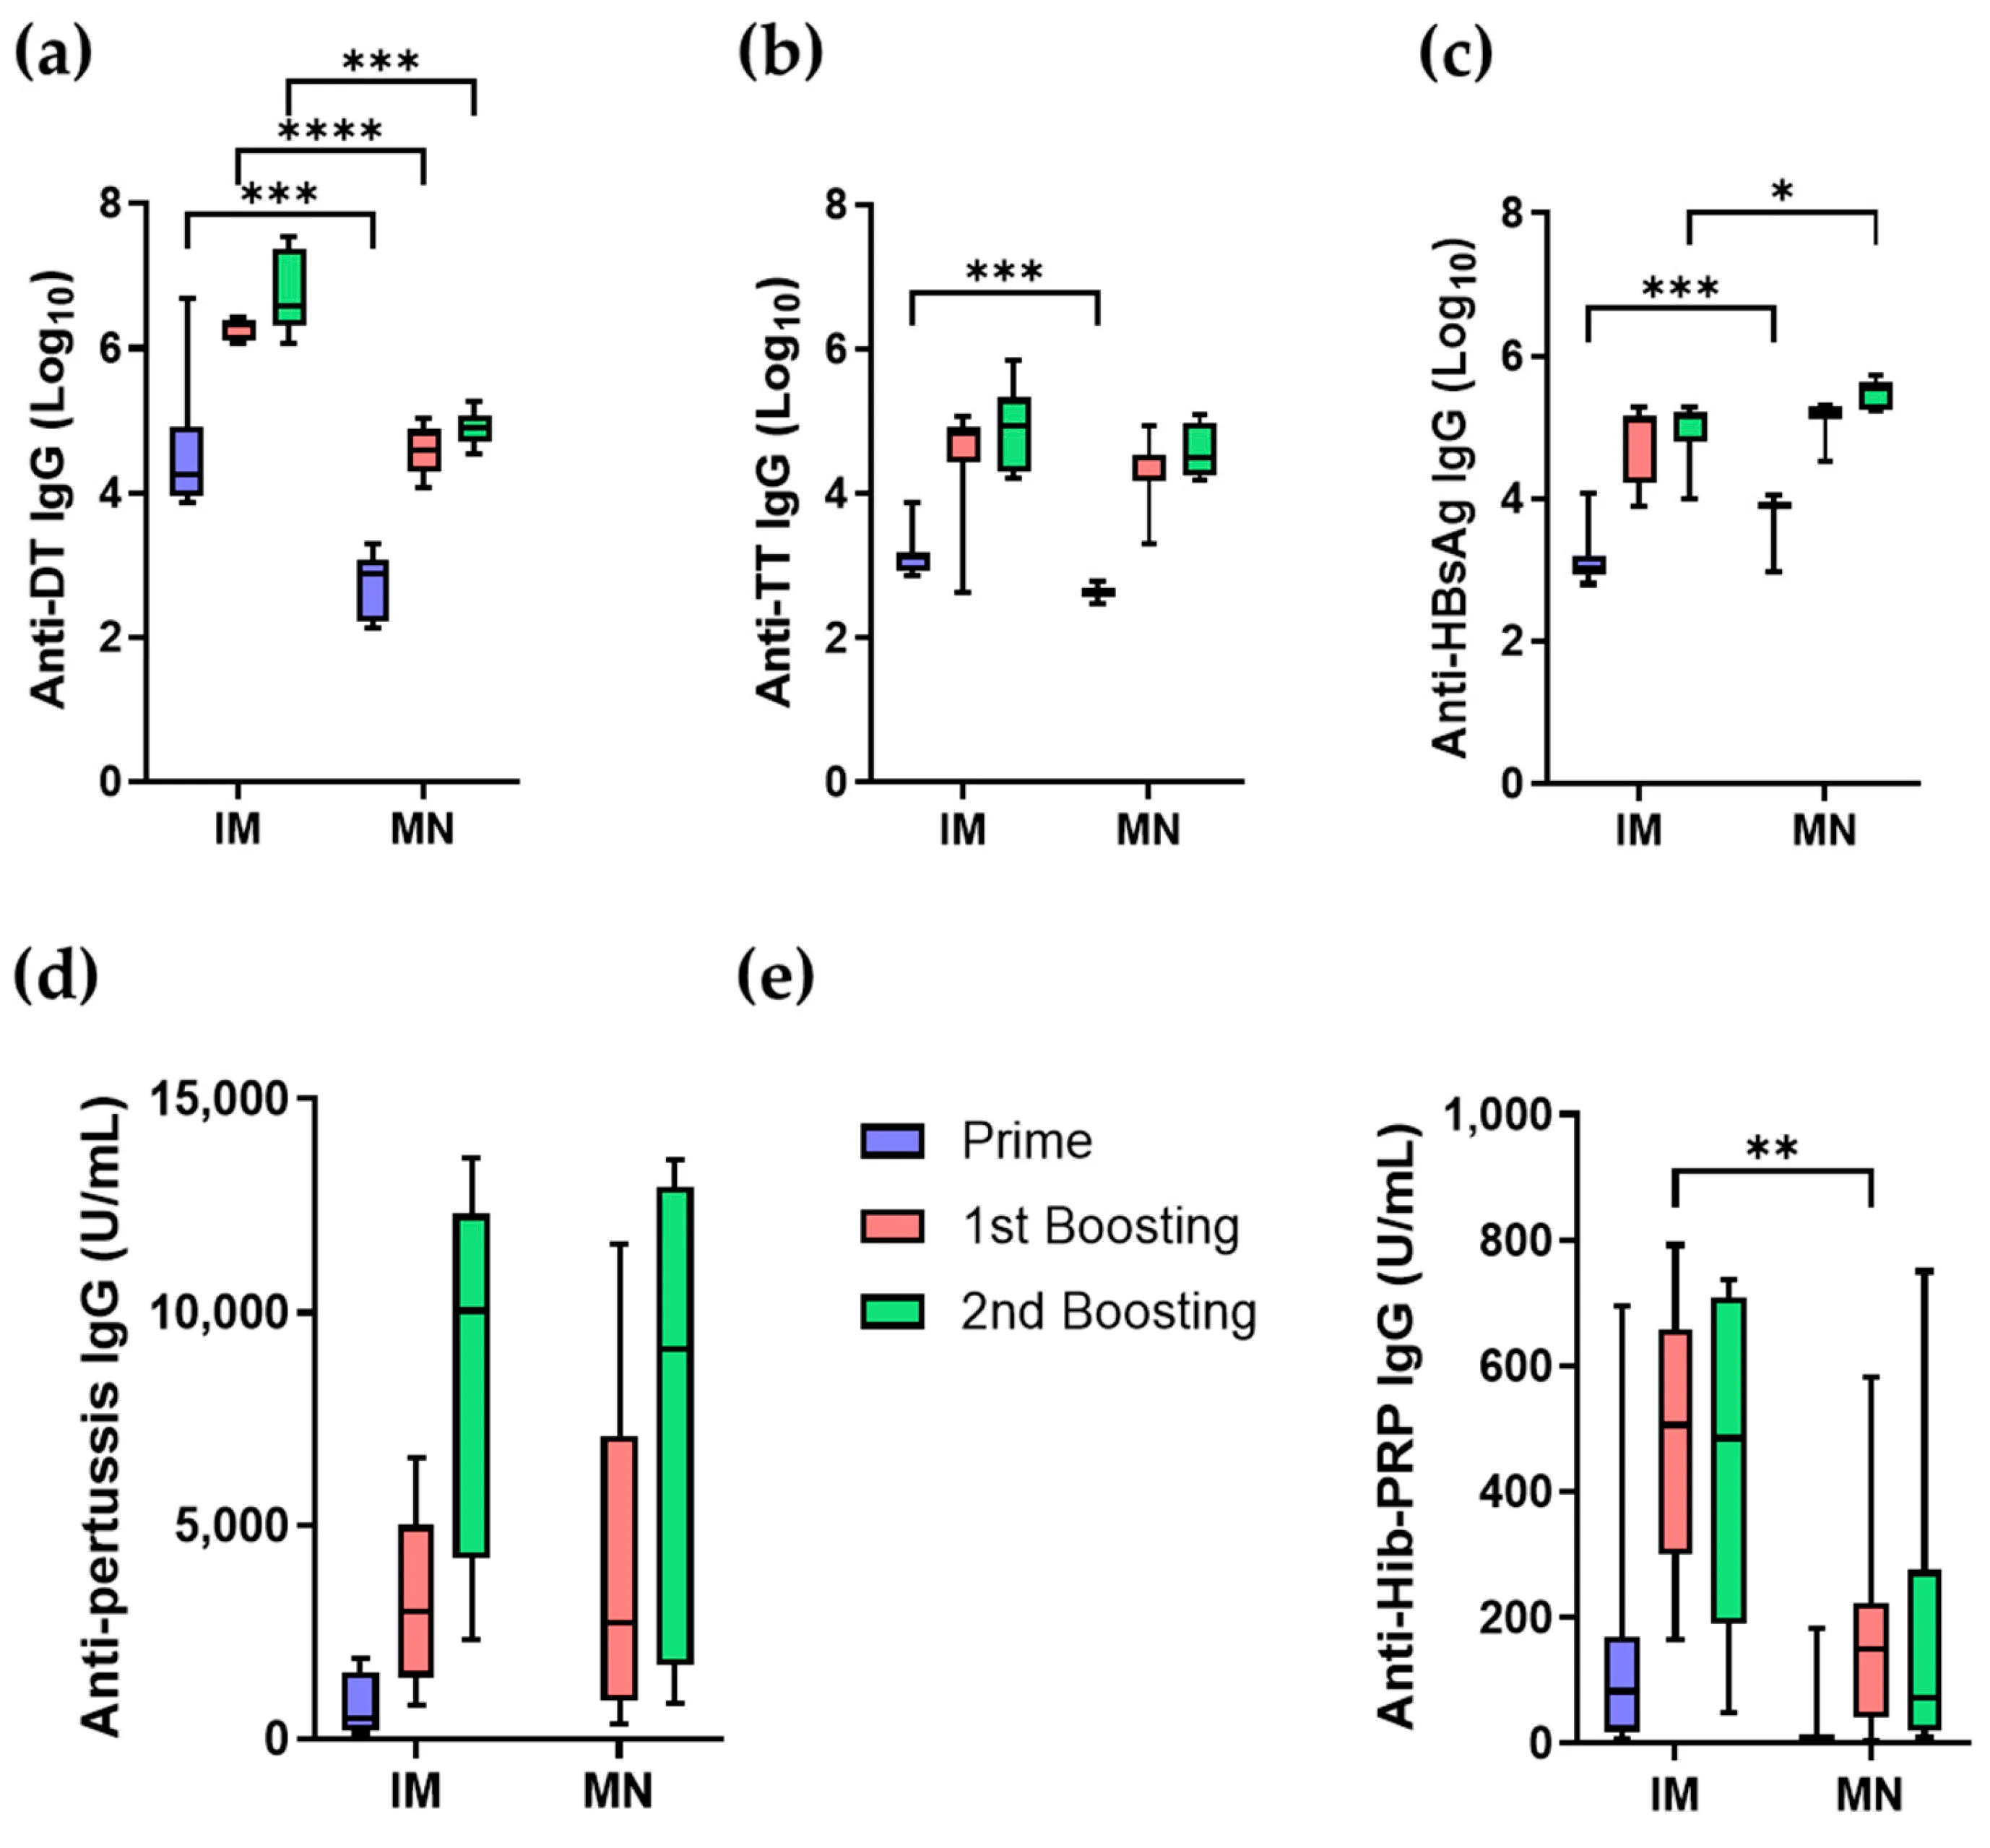 (a)
(b)
(c)
***
****
***
***
*
***
8
6
4
2
0
Anti-DT IgG (Log10)
IM
MN
8
6
4
2
0
Anti-TT IgG (Log10)
IM
MN
8
6
4
2
0
Anti-HBsAg IgG (Log10)
IM
MN
(d)
(e)
15,000
10,000
5,000
0
Anti-pertussis IgG (U/mL)
IM
MN
Prime
1st Boosting
2nd Boosting
**
1,000
800
600
400
200
0
Anti-Hib-PRP IgG (U/mL)
IM
MN